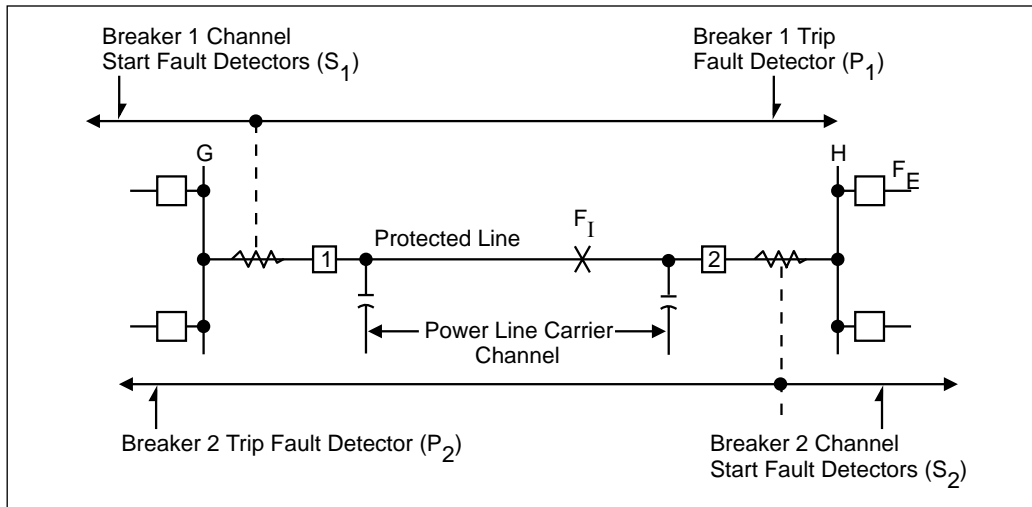 Breaker 1 Channel
Start Fault Detectors (S1)
Breaker 1 Trip
Fault Detector (P1)
G
H
FE
FI
Protected Line
1
2
Power Line Carrier
Channel
Breaker 2 Trip Fault Detector (P2)
Breaker 2 Channel
Start Fault Detectors (S2)